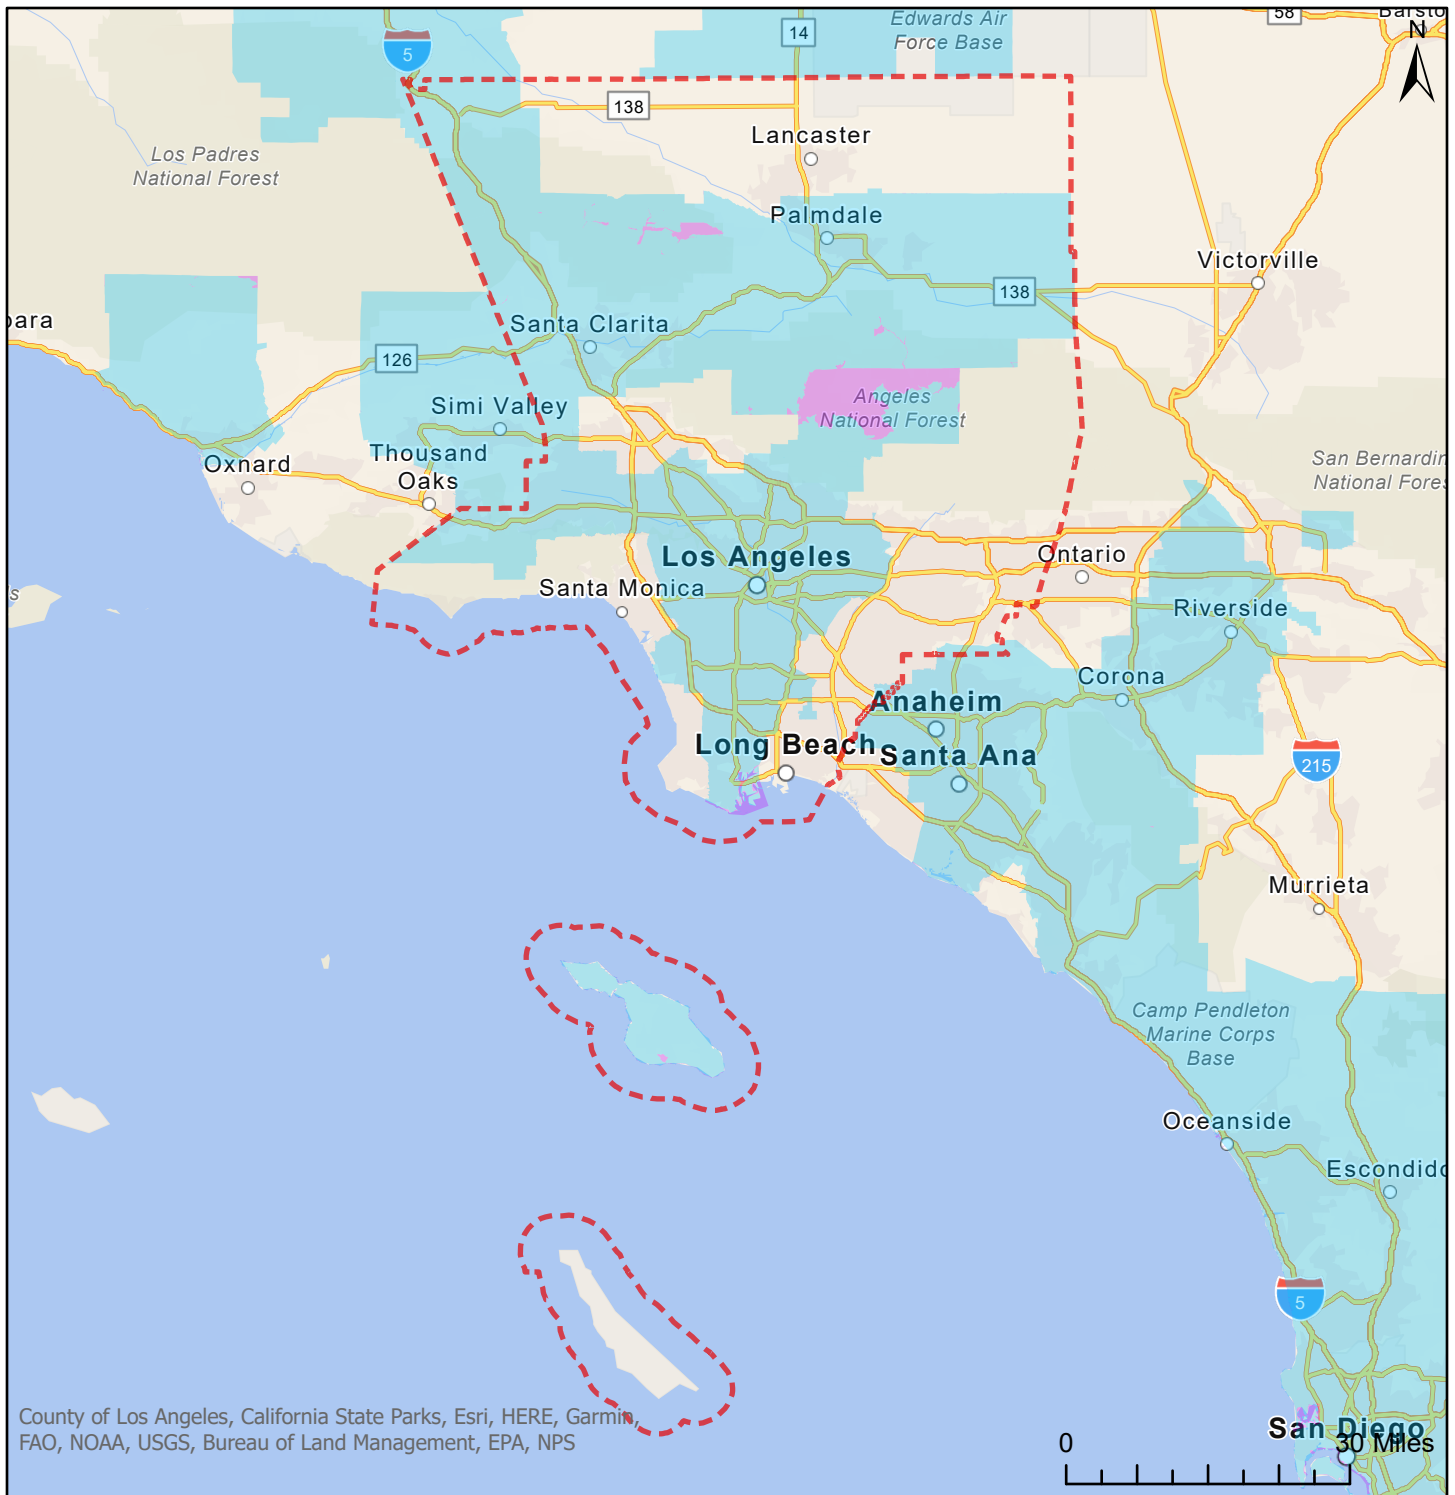 58
Barsto
Edwards Air
Force Base
N
14
5
138
Lancaster
Los Padres
National Forest
Palmdale
Victorville
138
Santa Clarita
bara
126
Simi Valley
Angeles
National Forest
Thousand
Oaks
Oxnard
San Bernardin
National Fores
Los Angeles
Ontario
Santa Monica
s
Riverside
Corona
Anaheim
Long Beach
Santa Ana
215
Murrieta
Camp Pendleton
Marine Corps
Base
Oceanside
Escondido
5
County of Los Angeles, California State Parks, Esri, HERE, Garmin,
FAO, NOAA, USGS, Bureau of Land Management, EPA, NPS
San Diego
0
30 Miles